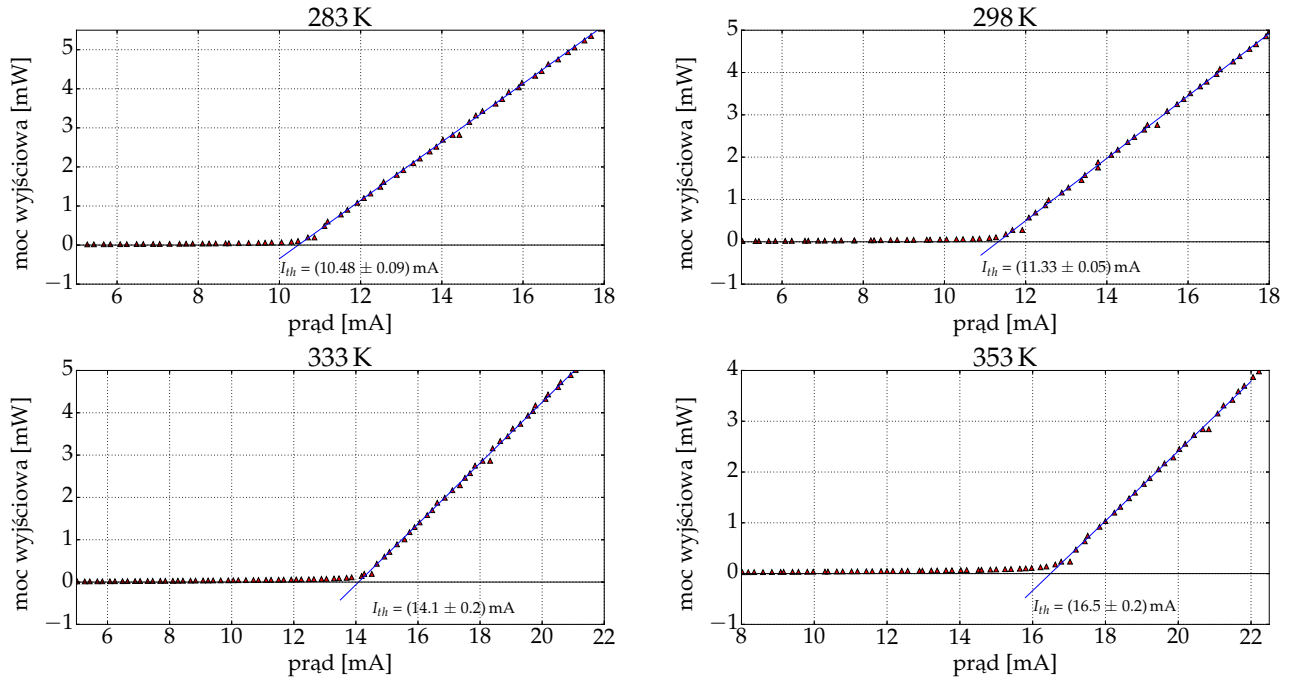 283 K
moc wyjściowa [mW]
5
4
3
2
1
0
−1
I_th = (10.48 ± 0.09) mA
6 8 10 12 14 16 18
prąd [mA]
298 K
moc wyjściowa [mW]
5
4
3
2
1
0
−1
I_th = (11.33 ± 0.05) mA
6 8 10 12 14 16 18
prąd [mA]
333 K
moc wyjściowa [mW]
5
4
3
2
1
0
−1
I_th = (14.1 ± 0.2) mA
6 8 10 12 14 16 18 20 22
prąd [mA]
353 K
moc wyjściowa [mW]
4
3
2
1
0
−1
I_th = (16.5 ± 0.2) mA
8 10 12 14 16 18 20 22
prąd [mA]